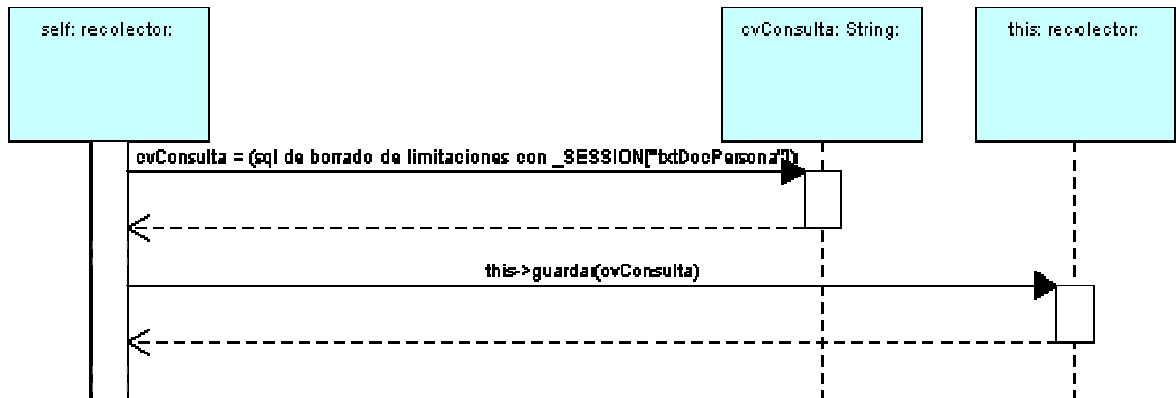 self: recolector:
cvConsulta: String:
this: recolector:
cvConsulta = (sql de borrado de limitaciones con _SESSION["txtDocPersona"])
this->guardar(cvConsulta)